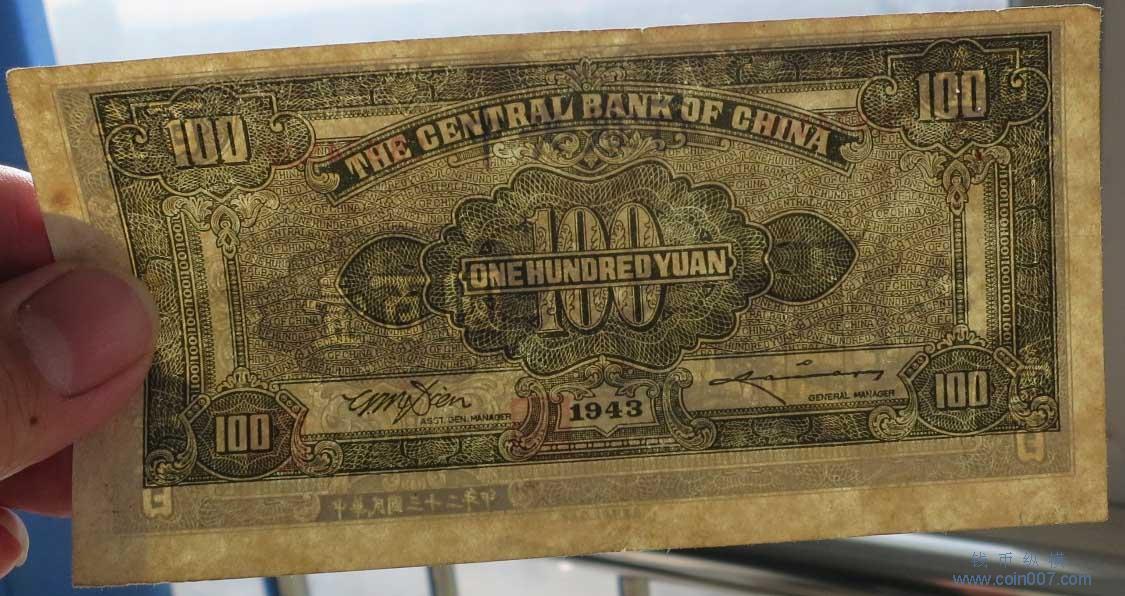 100
THE CENTRAL BANK OF CHINA
100
100
ONE HUNDRED YUAN
ASST. GEN. MANAGER
1943
GENERAL MANAGER
100
100
中華民國三十二年印
钱币纵横
www.coin007.com